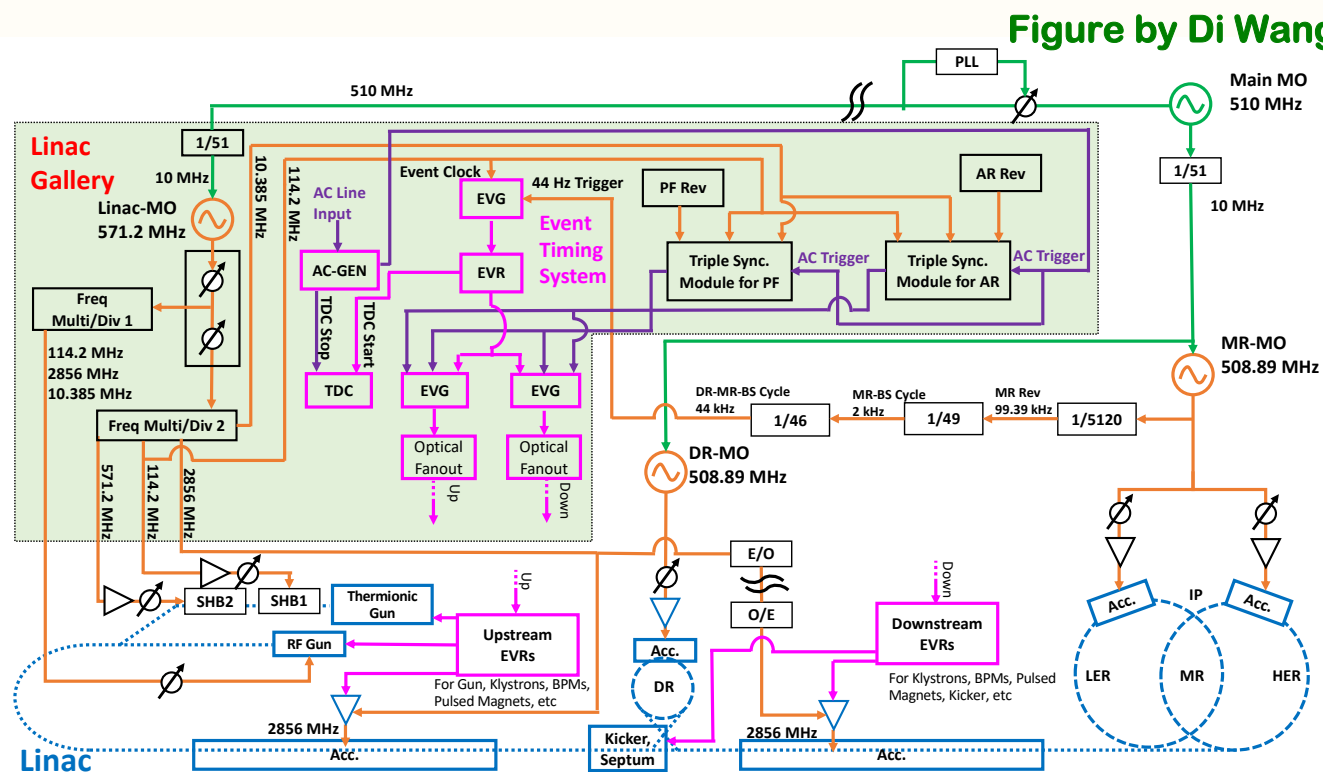 Figure by Di Wang
PLL
Main MO
510 MHz
510 MHz
1/51
1/51
10 MHz
Linac
Gallery
10 MHz
Linac-MO
571.2 MHz
10.385 MHz
114.2 MHz
Event Clock
44 Hz Trigger
EVG
AC Line
Input
Event
Timing
System
PF Rev
AR Rev
AC-GEN
EVR
Triple Sync.
Module for PF
AC Trigger
Triple Sync.
Module for AR
AC Trigger
Freq
Multi/Div 1
TDC Stop
TDC Start
114.2 MHz
2856 MHz
10.385 MHz
TDC
EVG
EVG
MR-MO
508.89 MHz
DR-MR-BS Cycle
44 kHz
1/46
MR-BS Cycle
2 kHz
1/49
MR Rev
99.39 kHz
1/5120
Freq Multi/Div 2
Optical
Fanout
Optical
Fanout
Up
Down
DR-MO
508.89 MHz
571.2 MHz
114.2 MHz
2856 MHz
E/O
O/E
SHB2
SHB1
Thermionic
Gun
Up
Down
RF Gun
Upstream
EVRs
Downstream
EVRs
For Gun, Klystrons, BPMs,
Pulsed Magnets, etc
For Klystrons, BPMs, Pulsed
Magnets, Kicker, etc
Acc.
DR
Acc.
IP
Acc.
LER
MR
HER
2856 MHz
Kicker,
Septum
2856 MHz
Linac
Acc.
Acc.